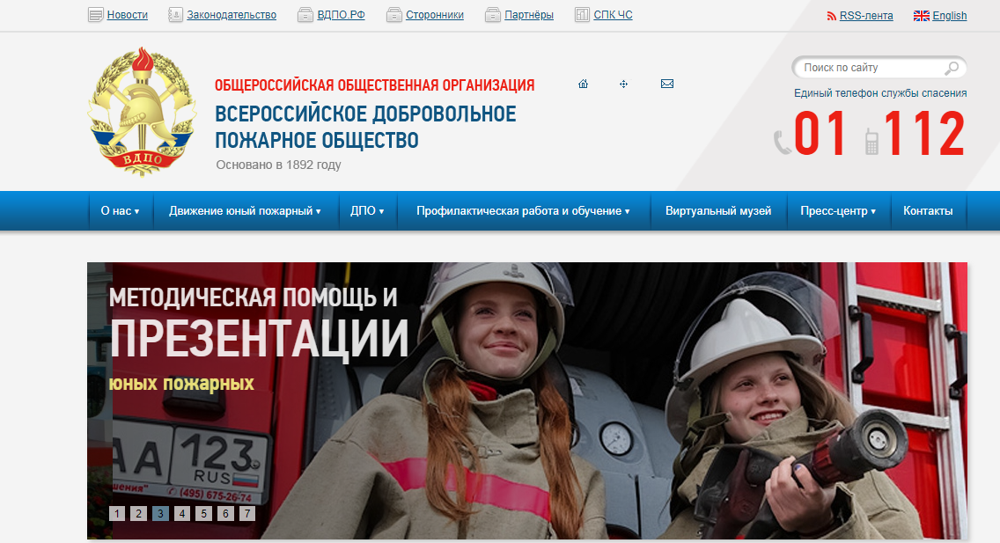 Новости
Законодательство
ВДПО.РФ
Сторонники
Партнёры
СПК ЧС
RSS-лента
English
Поиск по сайту
Единый телефон службы спасения
01 112
ВДПО
ОБЩЕРОССИЙСКАЯ ОБЩЕСТВЕННАЯ ОРГАНИЗАЦИЯ
ВСЕРОССИЙСКОЕ ДОБРОВОЛЬНОЕ
ПОЖАРНОЕ ОБЩЕСТВО
Основано в 1892 году
О нас ▾
Движение юный пожарный ▾
ДПО ▾
Профилактическая работа и обучение ▾
Виртуальный музей
Пресс-центр ▾
Контакты
МЕТОДИЧЕСКАЯ ПОМОЩЬ И
ПРЕЗЕНТАЦИИ
юных пожарных
АА 123
RUS
шения" (495) 675-26-74
1 2 3 4 5 6 7